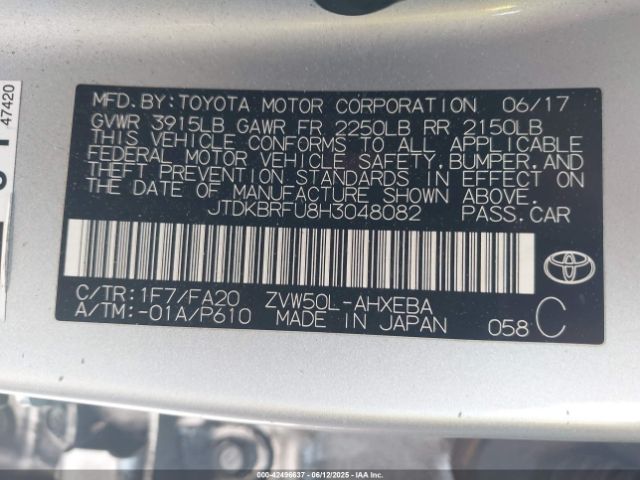 47420
MFD.BY:TOYOTA MOTOR CORPORATION 06/17
GVWR 3915LB GAWR FR 2250LB RR 2150LB
THIS VEHICLE CONFORMS TO ALL APPLICABLE
FEDERAL MOTOR VEHICLE SAFETY,BUMPER,AND
THEFT PREVENTION STANDARDS IN EFFECT ON
THE DATE OF MANUFACTURE SHOWN ABOVE.
JTDKBRFU8H3048082 PASS.CAR
C/TR:1F7/FA20 ZVW50L-AHXEBA
A/TM:-01A/P610 MADE IN JAPAN 058 C
000-42496637 - 06/12/2025 - IAAI.COM